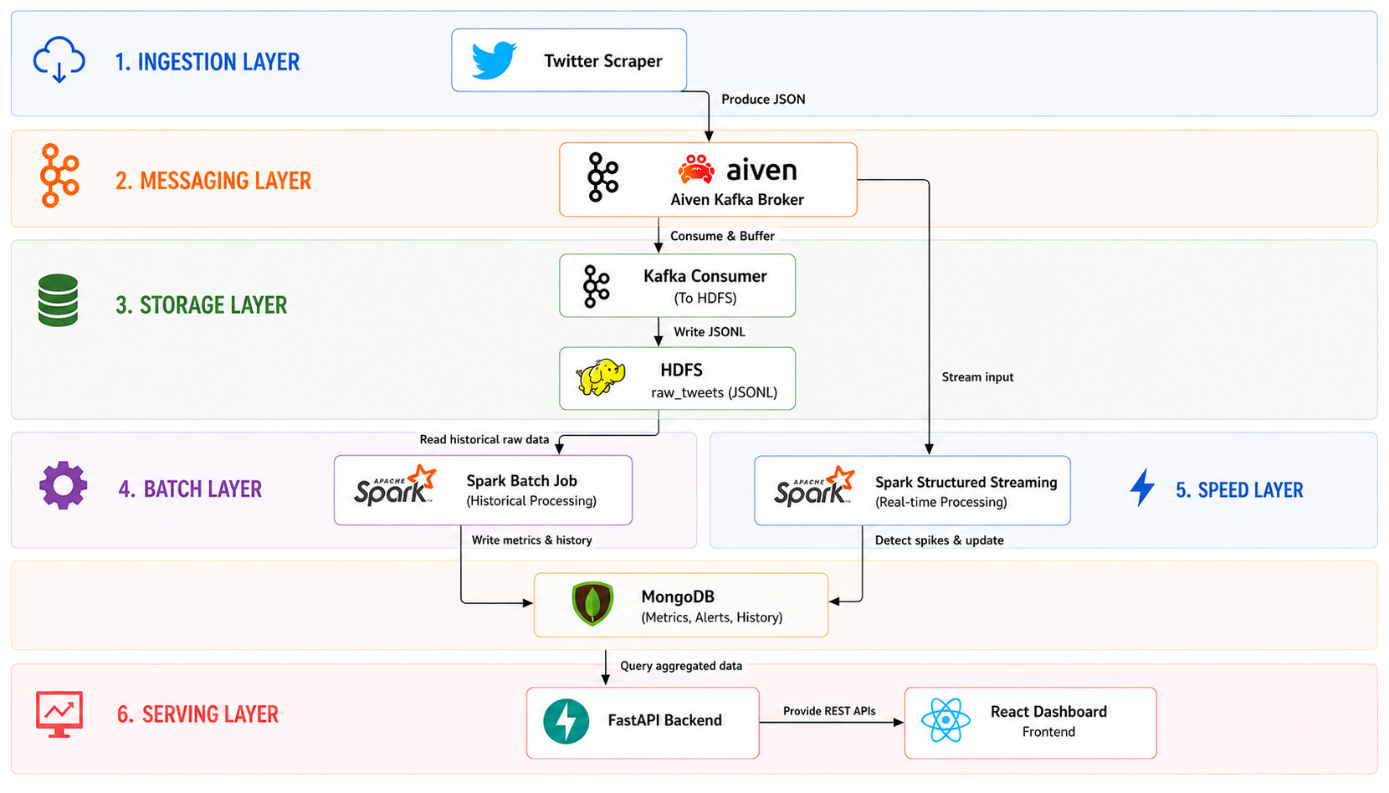 1. INGESTION LAYER
Twitter Scraper
Produce JSON
2. MESSAGING LAYER
aiven
Aiven Kafka Broker
Consume & Buffer
3. STORAGE LAYER
Kafka Consumer
(To HDFS)
Write JSONL
HDFS
raw_tweets (JSONL)
Stream input
Read historical raw data
4. BATCH LAYER
APACHE
Spark
Spark Batch Job
(Historical Processing)
APACHE
Spark
Spark Structured Streaming
(Real-time Processing)
5. SPEED LAYER
Write metrics & history
Detect spikes & update
MongoDB
(Metrics, Alerts, History)
Query aggregated data
6. SERVING LAYER
FastAPI Backend
Provide REST APIs
React Dashboard
Frontend